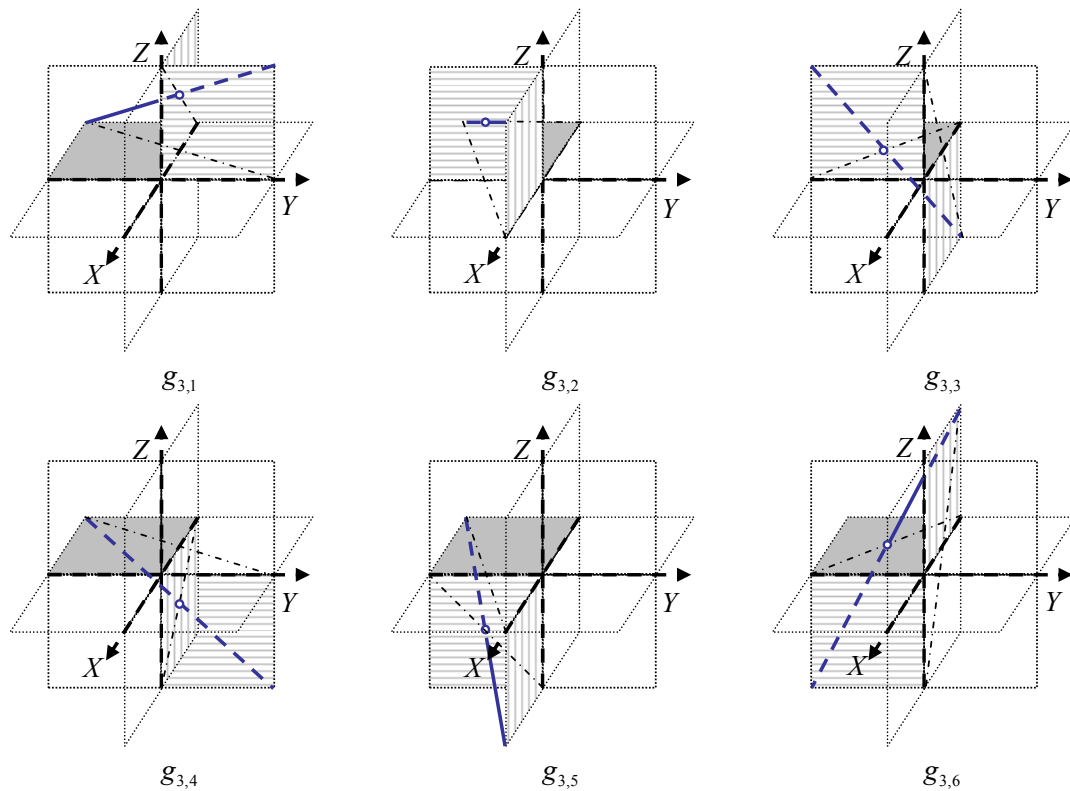 Z Z Z
Y Y Y
X X X
g3,1 g3,2 g3,3
Z Z Z
Y Y Y
X X X
g3,4 g3,5 g3,6